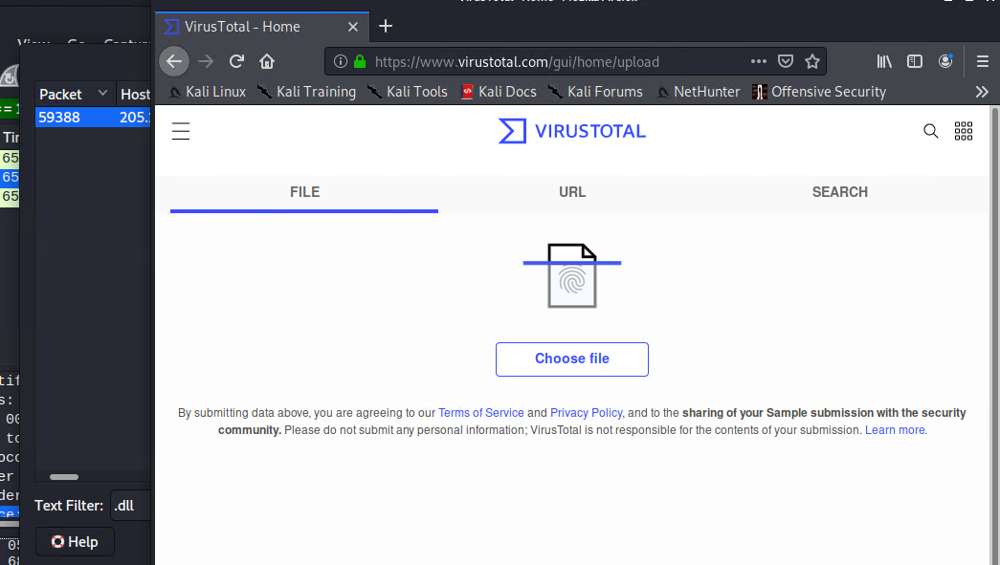 VirusTotal - Home
https://www.virustotal.com/gui/home/upload
Kali Linux Kali Training Kali Tools Kali Docs Kali Forums NetHunter Offensive Security
Packet Host
59388 205.
VIRUSTOTAL
FILE URL SEARCH
Choose file
By submitting data above, you are agreeing to our Terms of Service and Privacy Policy, and to the sharing of your Sample submission with the security
community. Please do not submit any personal information; VirusTotal is not responsible for the contents of your submission. Learn more.
Text Filter: .dll
Help
65
65
65